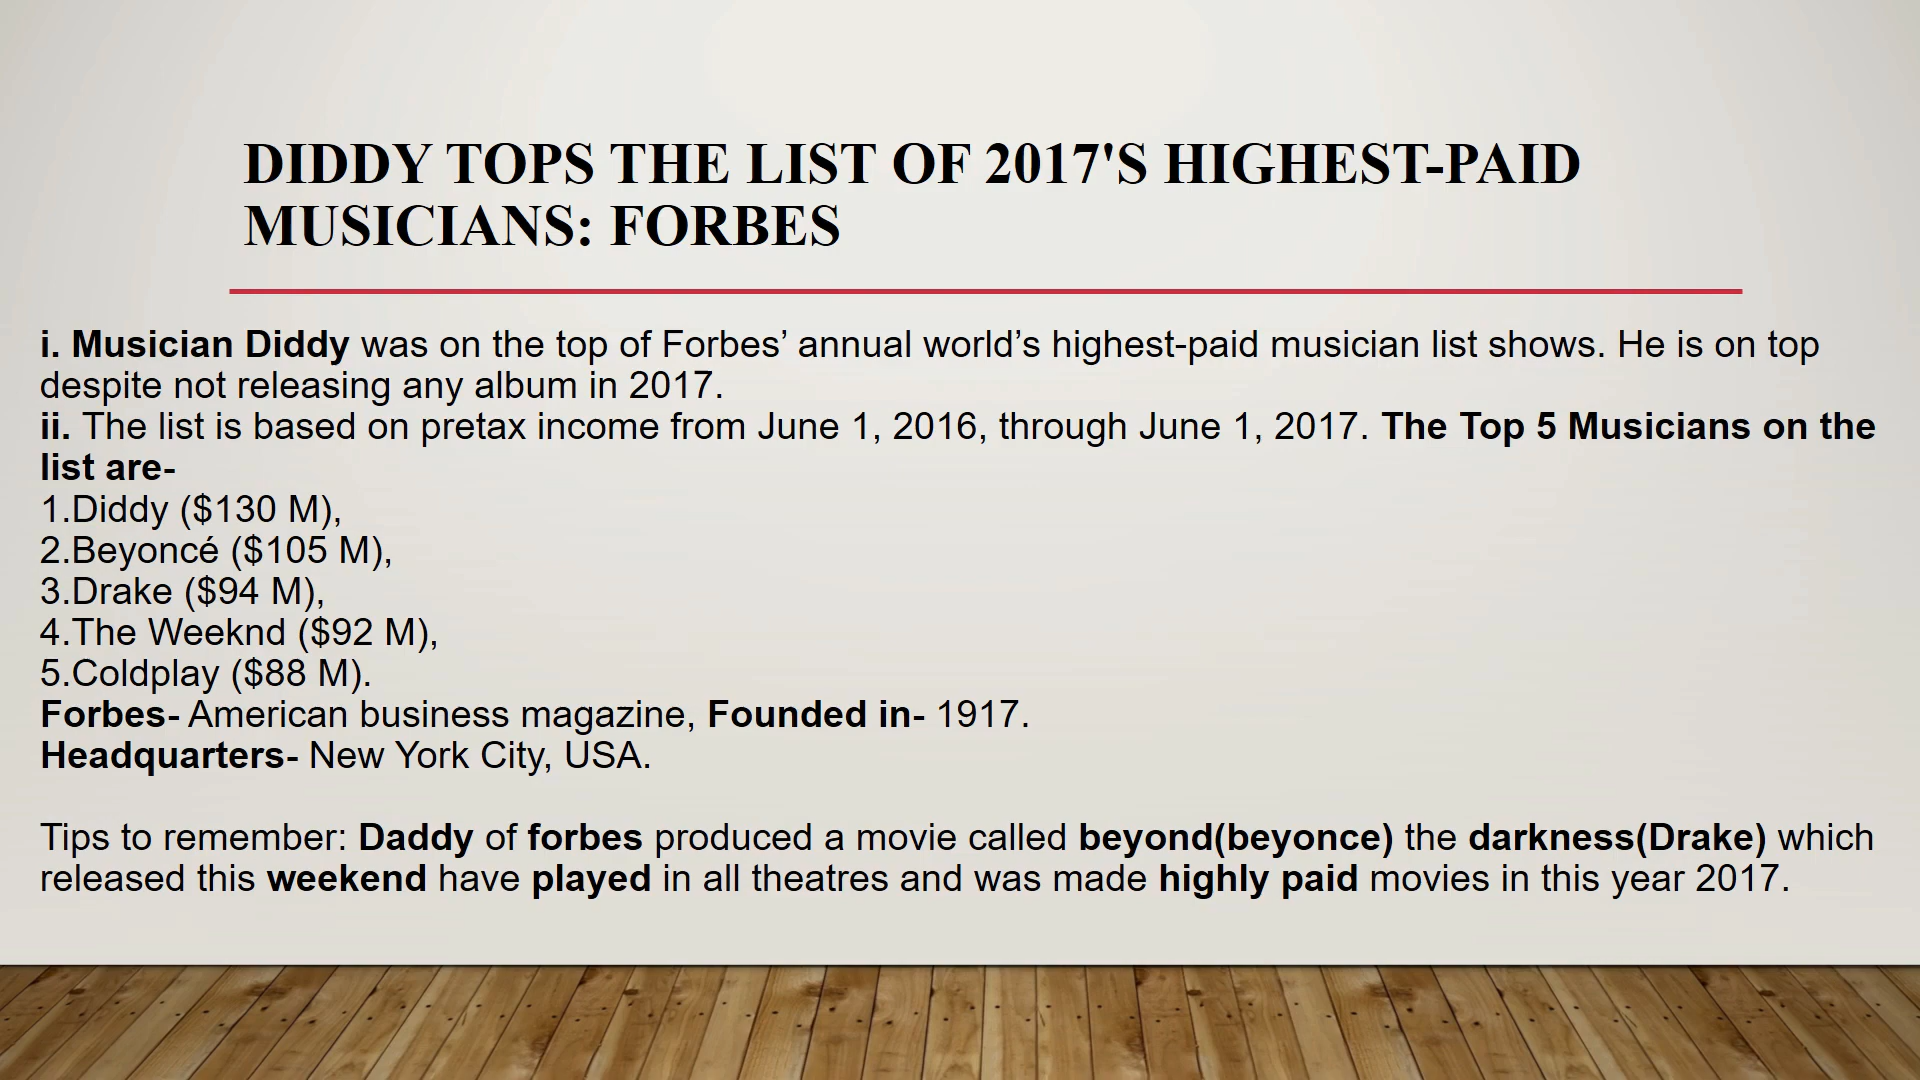 DIDDY TOPS THE LIST OF 2017'S HIGHEST-PAID
MUSICIANS: FORBES
i. Musician Diddy was on the top of Forbes’ annual world’s highest-paid musician list shows. He is on top
despite not releasing any album in 2017.
ii. The list is based on pretax income from June 1, 2016, through June 1, 2017. The Top 5 Musicians on the
list are-
1.Diddy ($130 M),
2.Beyoncé ($105 M),
3.Drake ($94 M),
4.The Weeknd ($92 M),
5.Coldplay ($88 M).
Forbes- American business magazine, Founded in- 1917.
Headquarters- New York City, USA.
Tips to remember: Daddy of forbes produced a movie called beyond(beyonce) the darkness(Drake) which
released this weekend have played in all theatres and was made highly paid movies in this year 2017.